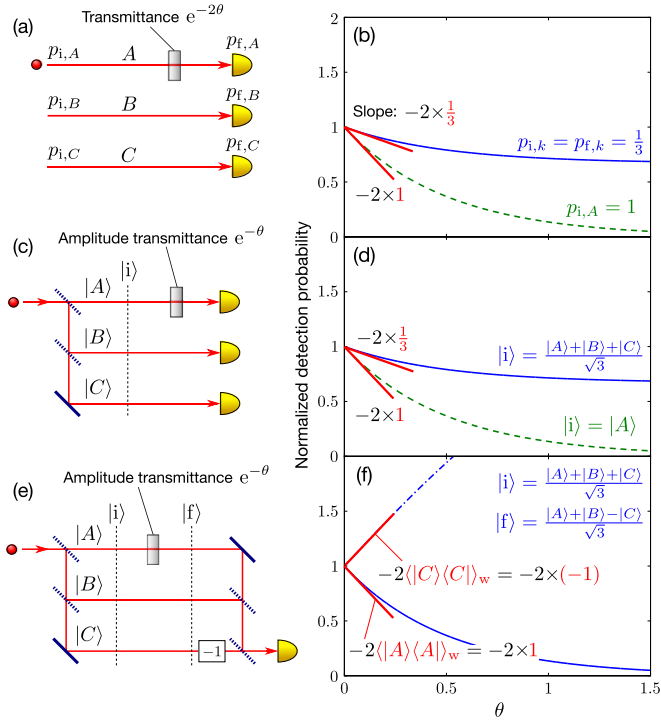 (a)
Transmittance e^{−2θ}
p_{i,A} A p_{f,A}
p_{i,B} B p_{f,B}
p_{i,C} C p_{f,C}
(b)
2
1.5
1
0.5
0
Slope: −2×1/3
p_{i,k} = p_{f,k} = 1/3
−2×1
p_{i,A} = 1
(c)
Amplitude transmittance e^{−θ}
|i⟩
|A⟩
|B⟩
|C⟩
Normalized detection probability
(d)
1.5
1
0.5
0
−2×1/3
|i⟩ = |A⟩+|B⟩+|C⟩/√3
−2×1
|i⟩ = |A⟩
(e)
Amplitude transmittance e^{−θ}
|i⟩ |f⟩
|A⟩
|B⟩
|C⟩
−1
(f)
1.5
1
0.5
0
|i⟩ = |A⟩+|B⟩+|C⟩/√3
|f⟩ = |A⟩+|B⟩−|C⟩/√3
−2⟨|C⟩⟨C|⟩_w = −2×(−1)
−2⟨|A⟩⟨A|⟩_w = −2×1
0 0.5 1 1.5
θ